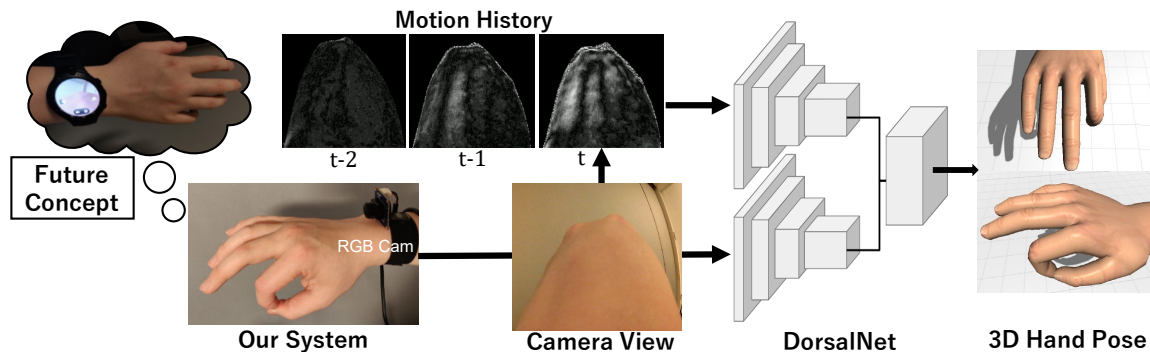 Motion History
t-2
t-1
t
Future
Concept
RGB Cam
Our System
Camera View
DorsalNet
3D Hand Pose